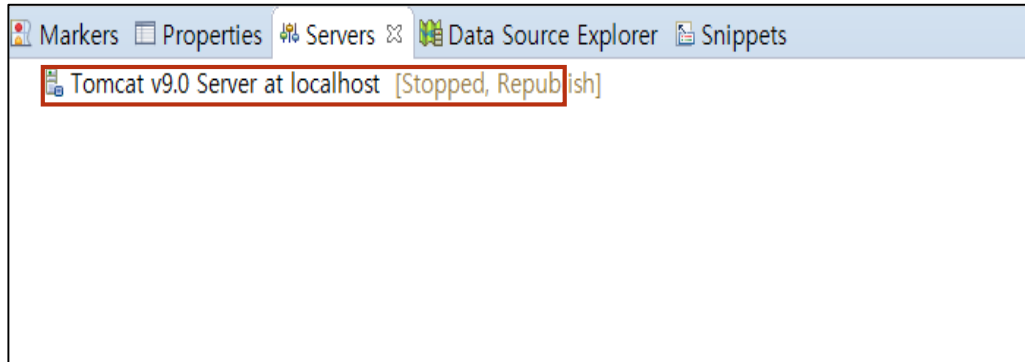 Markers Properties Servers Data Source Explorer Snippets
Tomcat v9.0 Server at localhost [Stopped, Republish]